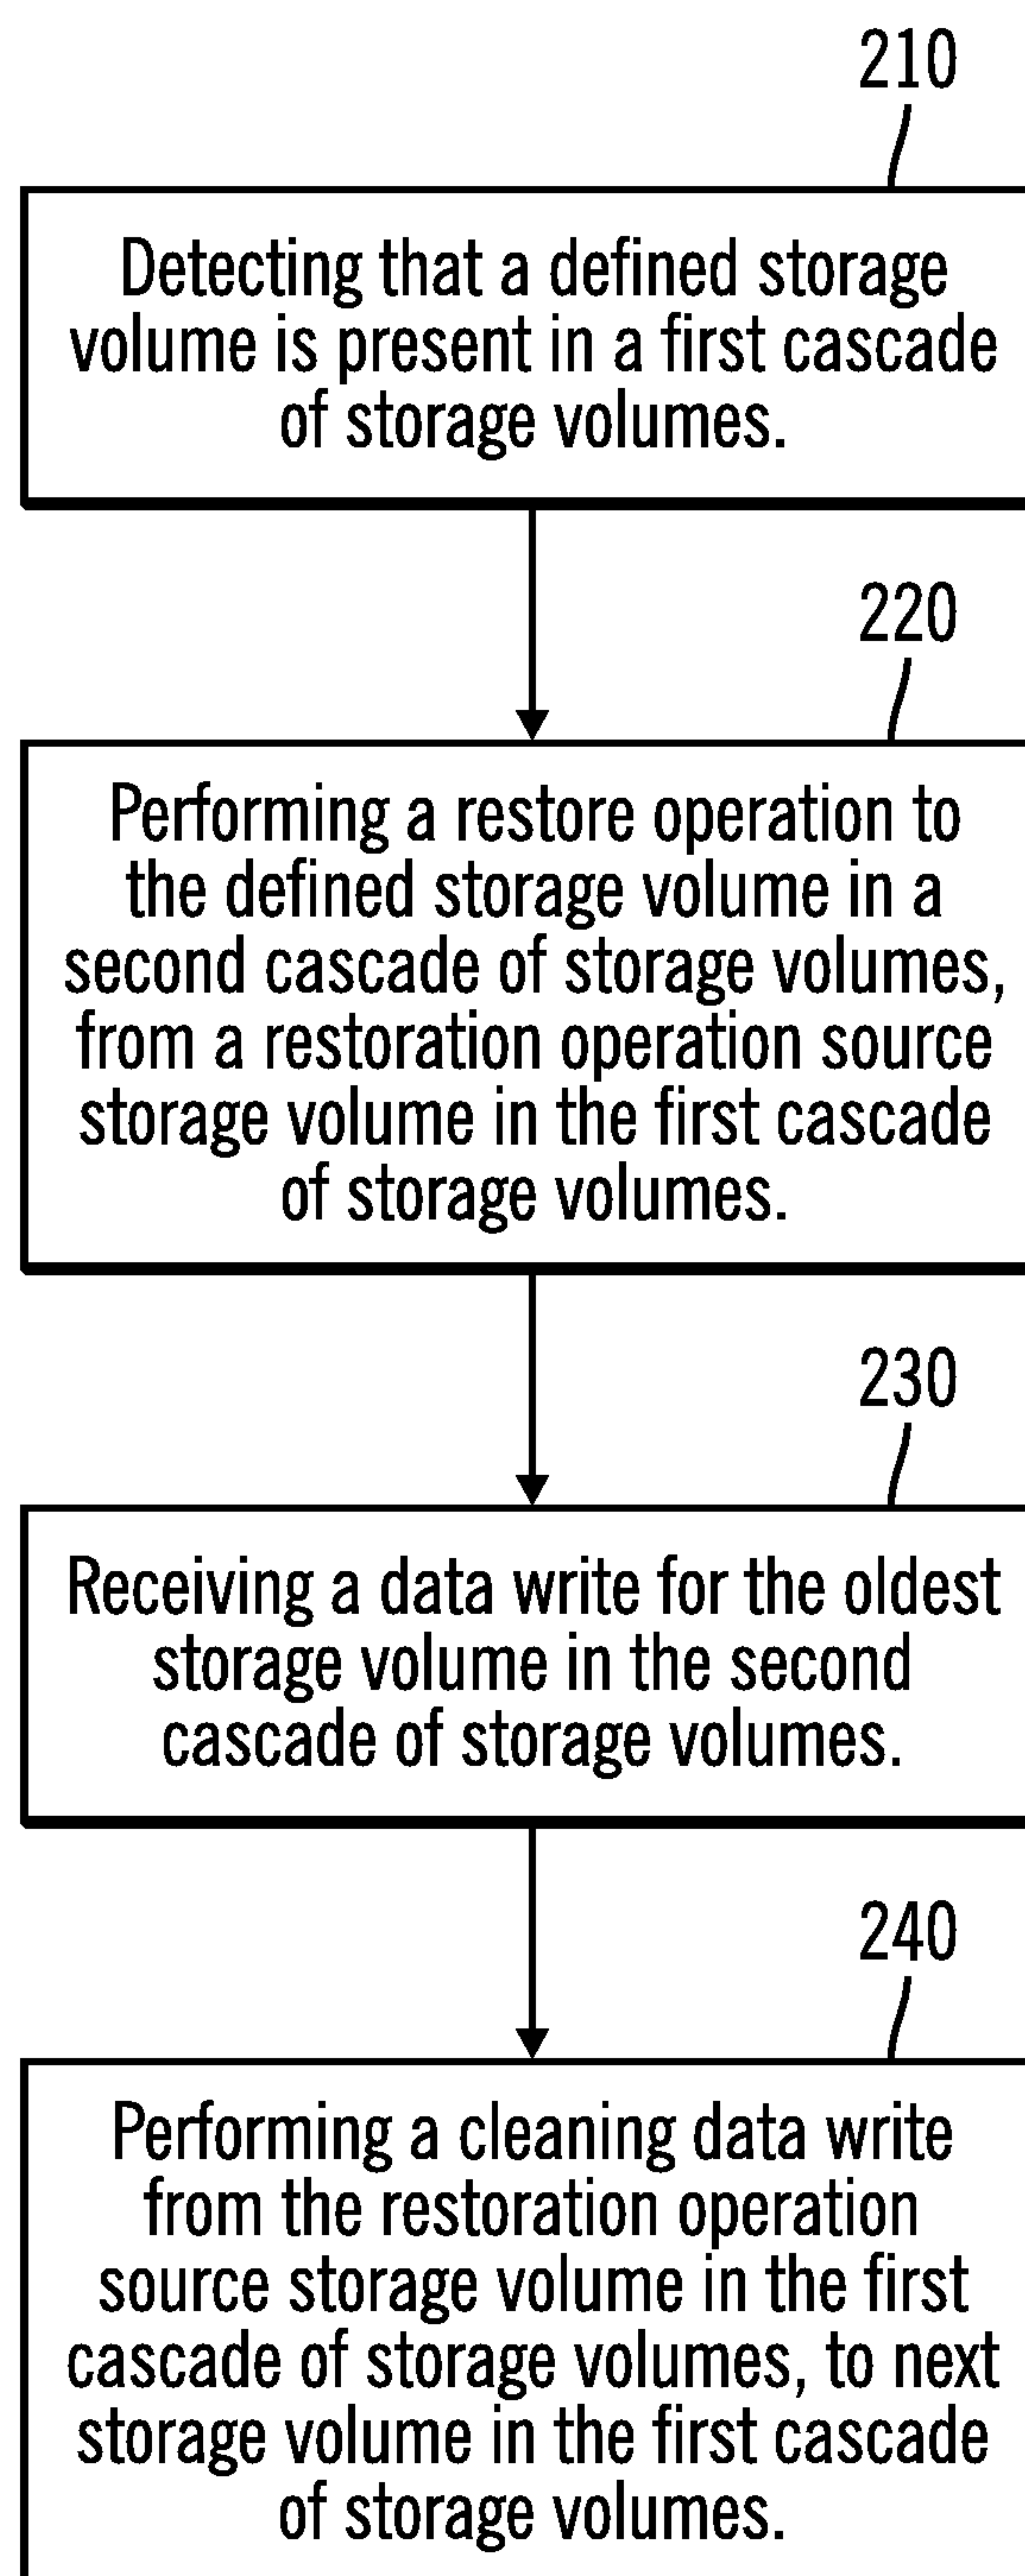 210
Detecting that a defined storage
volume is present in a first cascade
of storage volumes.
220
Performing a restore operation to
the defined storage volume in a
second cascade of storage volumes,
from a restoration operation source
storage volume in the first cascade
of storage volumes.
230
Receiving a data write for the oldest
storage volume in the second
cascade of storage volumes.
240
Performing a cleaning data write
from the restoration operation
source storage volume in the first
cascade of storage volumes, to next
storage volume in the first cascade
of storage volumes.